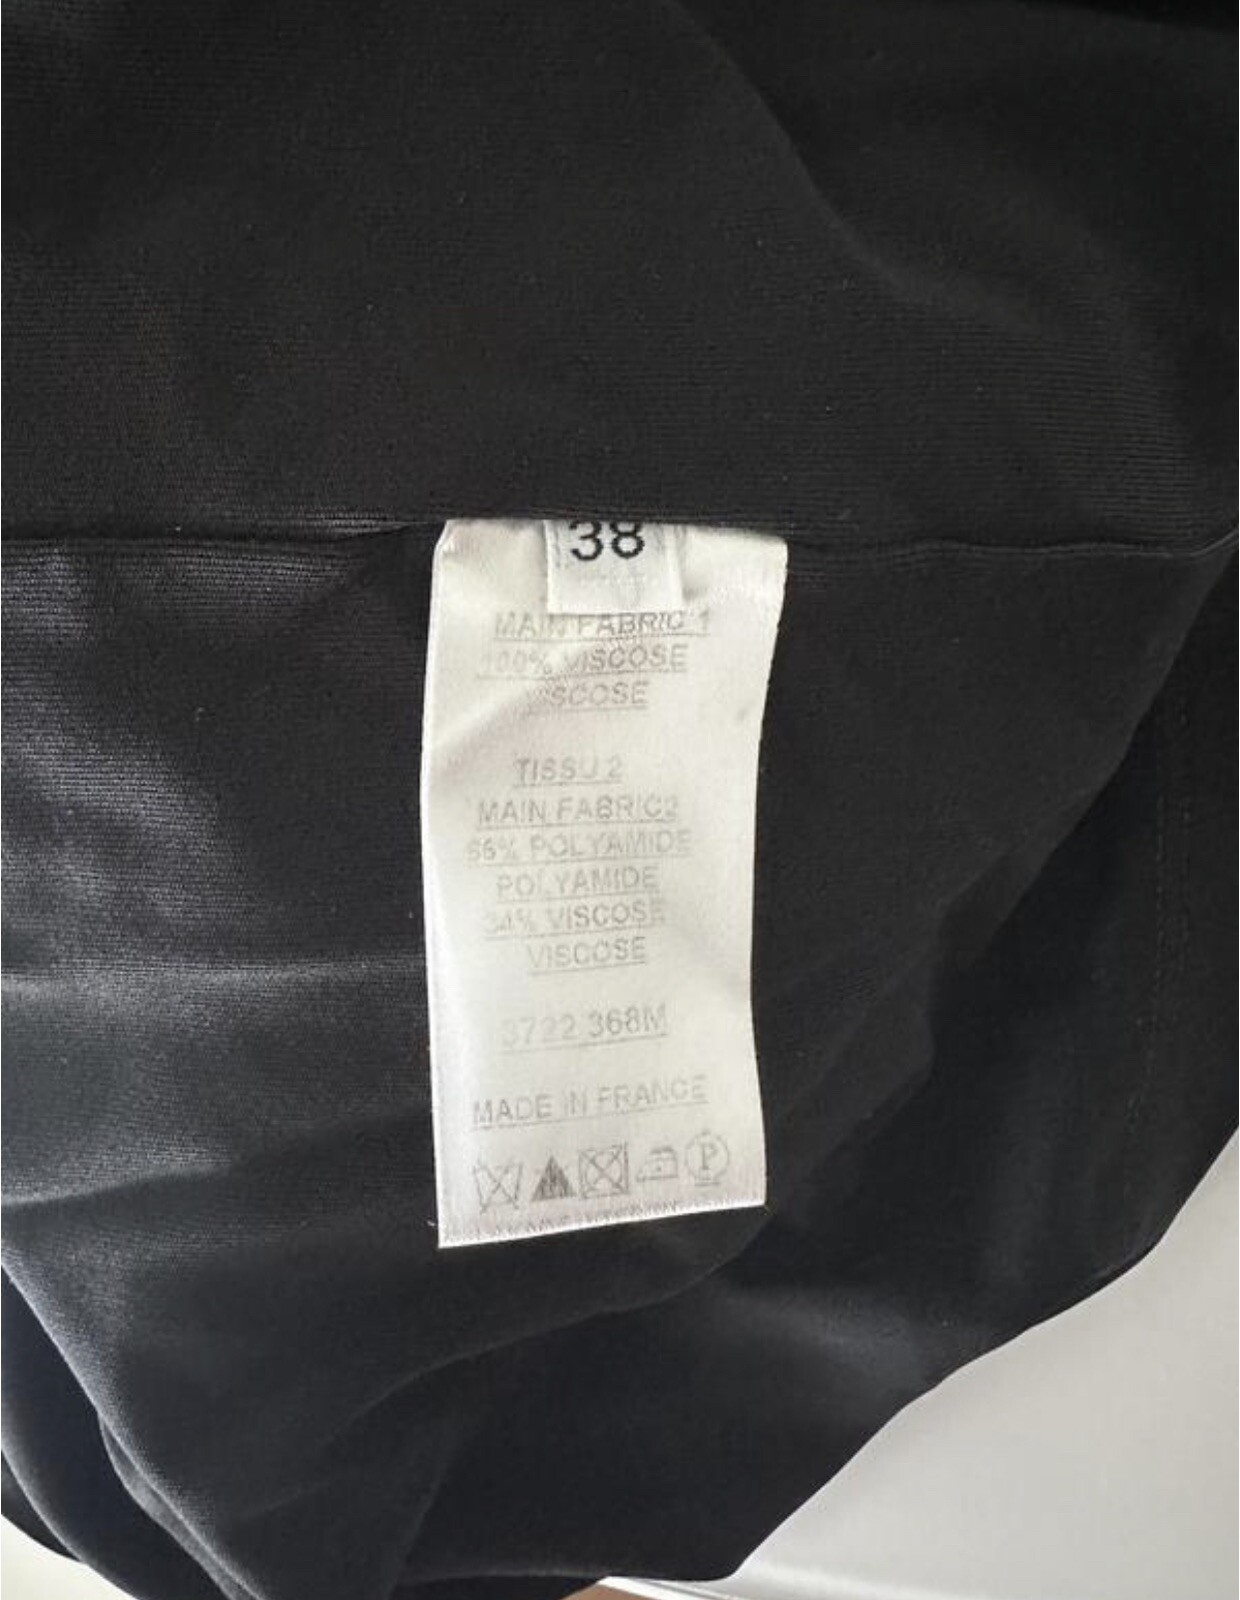 38
MAIN FABRIC 1
100% VISCOSE
VISCOSE
TISSU 2
MAIN FABRIC2
66% POLYAMIDE
POLYAMIDE
34% VISCOSE
VISCOSE
3722 368M
MADE IN FRANCE
P